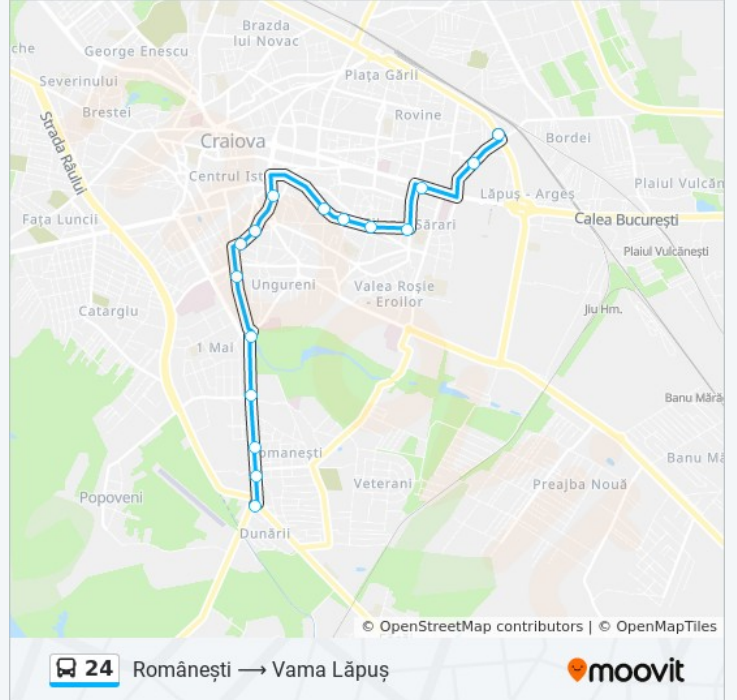 Brazda
lui Novac
che
George Enescu
Plața Gării
Severinului
Brestei
Rovine
Strada Râului
Craiova
Bordei
Centrul Ist
Lăpuș - Argeș
Plaiul Vulcăn
Fața Luncii
Sărari
Calea București
Plaiul Vulcănești
Ungureni
Valea Roșie
- Eroilor
Catargiu
Jiu Hm.
1 Mai
Banu Mără
omanești
Banu Mă
Popoveni
Veterani
Preajba Nouă
Dunării
© OpenStreetMap contributors | © OpenMapTiles
24 Românești → Vama Lăpuș
moovit